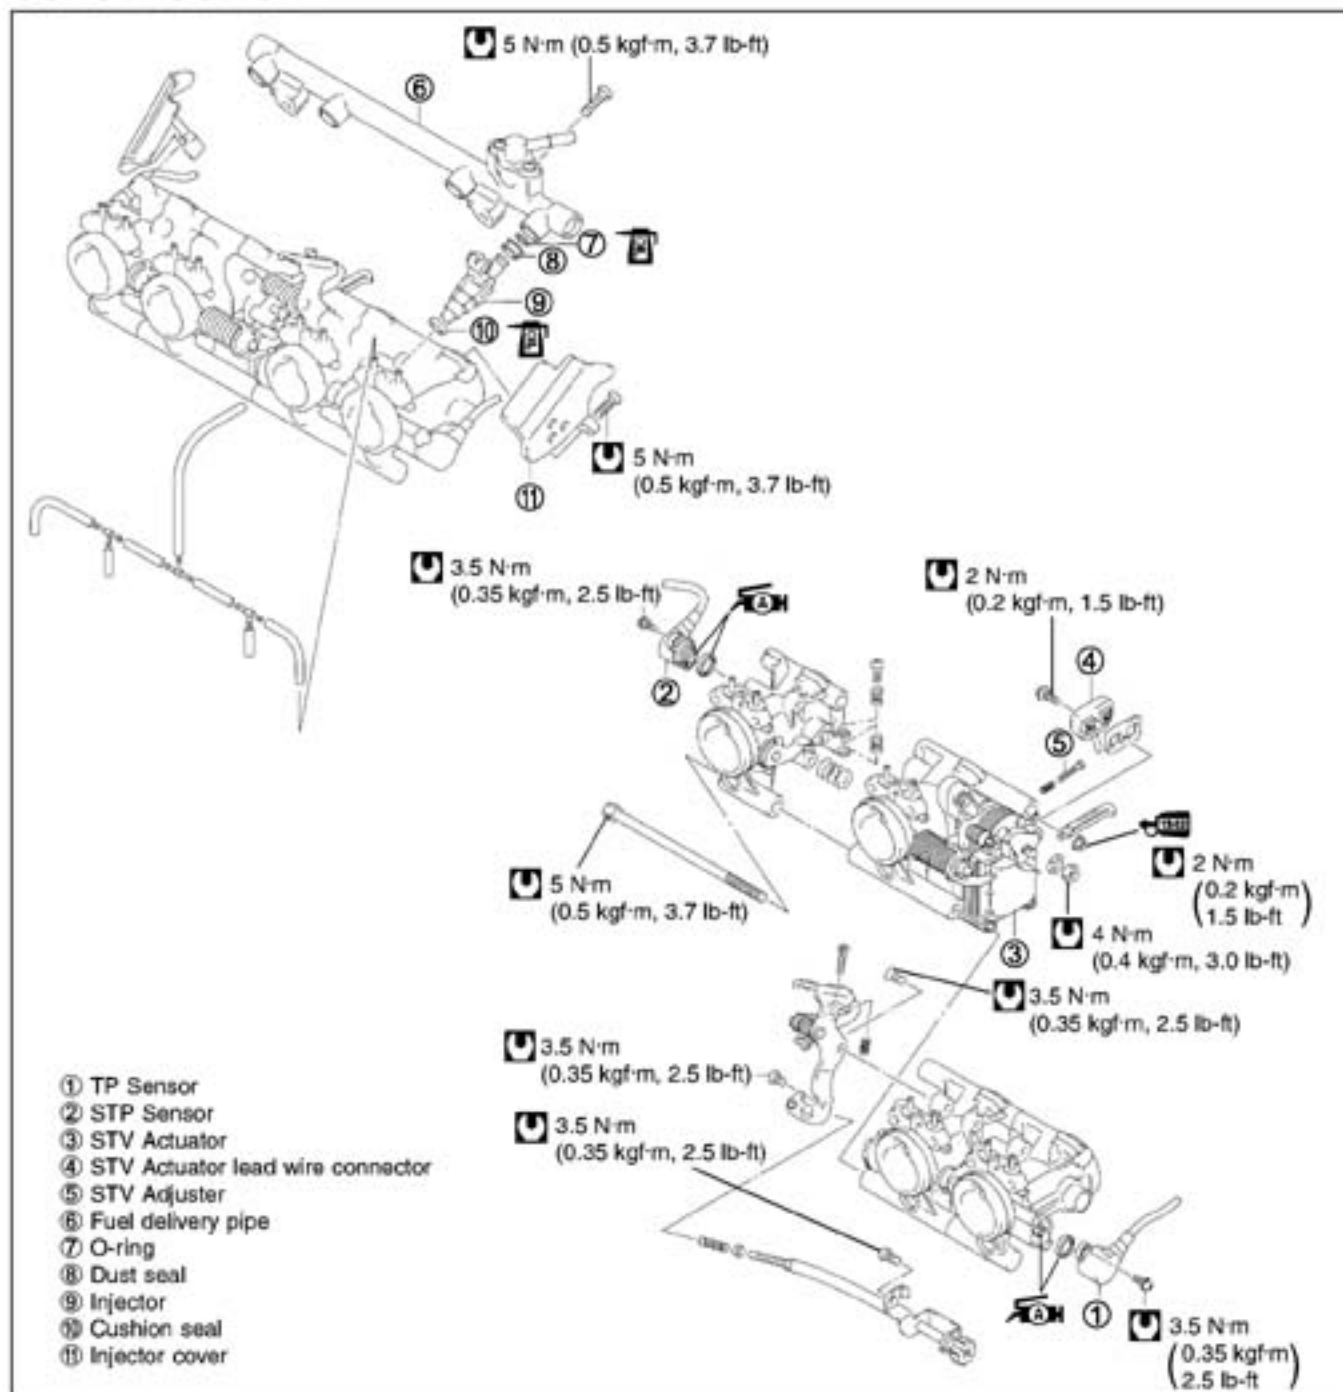 5 N·m (0.5 kgf-m, 3.7 lb-ft)
⑥
⑦
⑧
⑨
⑩
5 N·m
(0.5 kgf-m, 3.7 lb-ft)
⑪
3.5 N·m
(0.35 kgf-m, 2.5 lb-ft)
A
②
2 N·m
(0.2 kgf-m, 1.5 lb-ft)
④
⑤
5 N·m
(0.5 kgf-m, 3.7 lb-ft)
2 N·m
(0.2 kgf-m
1.5 lb-ft)
③
4 N·m
(0.4 kgf-m, 3.0 lb-ft)
3.5 N·m
(0.35 kgf-m, 2.5 lb-ft)
3.5 N·m
(0.35 kgf-m, 2.5 lb-ft)
3.5 N·m
(0.35 kgf-m, 2.5 lb-ft)
A
①
3.5 N·m
(0.35 kgf-m
2.5 lb-ft)
① TP Sensor
② STP Sensor
③ STV Actuator
④ STV Actuator lead wire connector
⑤ STV Adjuster
⑥ Fuel delivery pipe
⑦ O-ring
⑧ Dust seal
⑨ Injector
⑩ Cushion seal
⑪ Injector cover